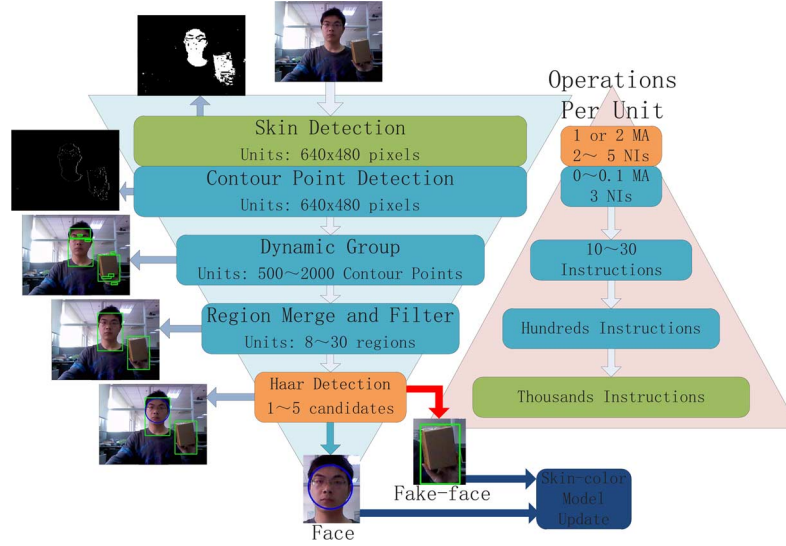 Operations
Per Unit
Skin Detection
Units: 640x480 pixels
1 or 2 MA
2～ 5 NIs
Contour Point Detection
Units: 640x480 pixels
0～0.1 MA
3 NIs
Dynamic Group
Units: 500～2000 Contour Points
10～30
Instructions
Region Merge and Filter
Units: 8～30 regions
Hundreds Instructions
Haar Detection
1～5 candidates
Thousands Instructions
Fake-face
Face
Skin-color
Model
Update